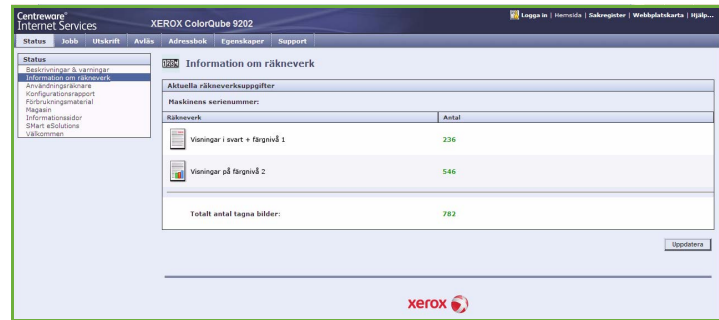 Centreware®
Internet Services
XEROX ColorQube 9202
Logga in | Hemsida | Sakregister | Webbplatskarta | Hjälp...
Status Jobb Utskrift Avläs Adressbok Egenskaper Support
Status
Beskrivningar & varningar
Information om räkneverk
Användningsräknare
Konfigurationsrapport
Förbrukningsmaterial
Magasin
Informationssidor
SMart eSolutions
Välkommen
Information om räkneverk
Aktuella räkneverksuppgifter
Maskinens serienummer:
Räkneverk Antal
Visningar i svart + färgnivå 1 236
Visningar på färgnivå 2 546
Totalt antal tagna bilder: 782
Uppdatera
xerox